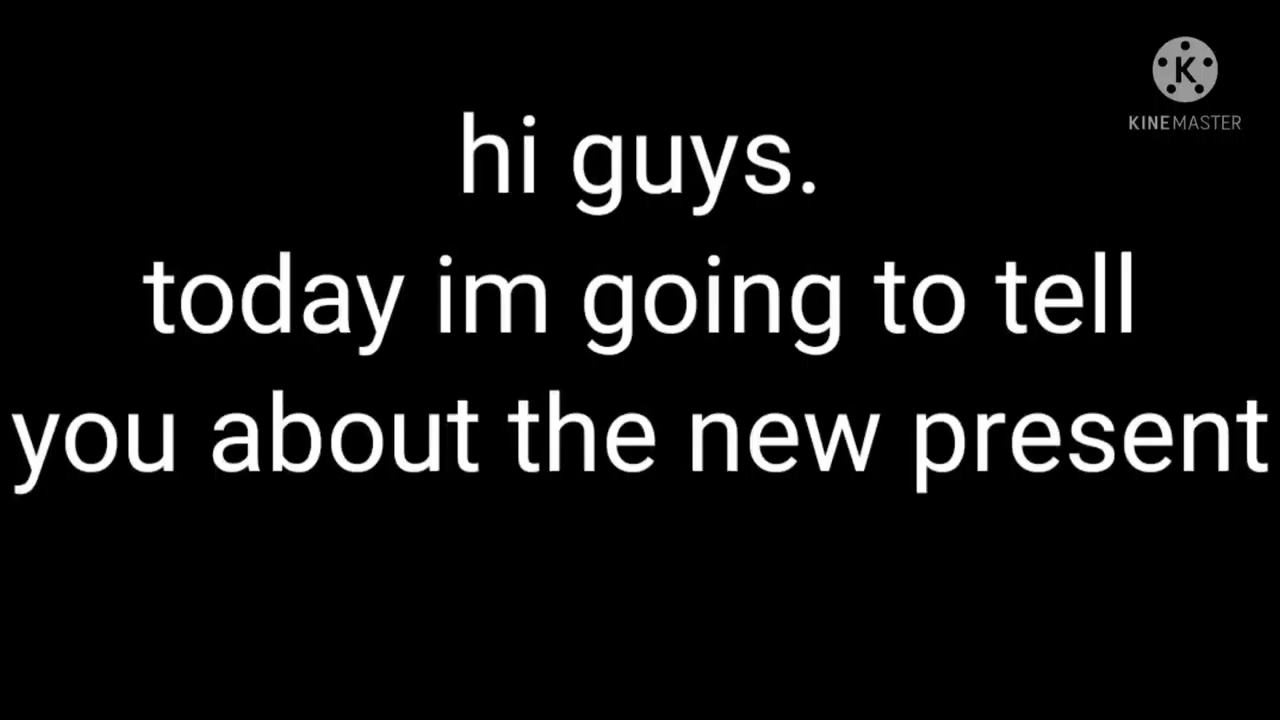 K
KINEMASTER
hi guys.
today im going to tell
you about the new present